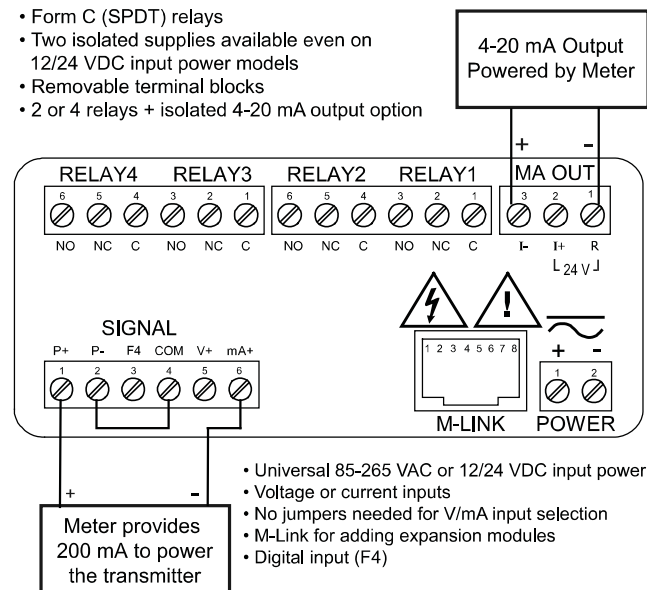 • Form C (SPDT) relays
• Two isolated supplies available even on
12/24 VDC input power models
• Removable terminal blocks
• 2 or 4 relays + isolated 4-20 mA output option
4-20 mA Output
Powered by Meter
+ -
RELAY4 RELAY3 RELAY2 RELAY1 MA OUT
6 5 4 3 2 1 6 5 4 3 2 1 3 2 1
NO NC C NO NC C NO NC C NO NC C I- I+ R
24 V
SIGNAL
P+ P- F4 COM V+ mA+
1 2 3 4 5 6
!
1 2 3 4 5 6 7 8
M-LINK
+ -
1 2
POWER
+ -
Meter provides
200 mA to power
the transmitter
• Universal 85-265 VAC or 12/24 VDC input power
• Voltage or current inputs
• No jumpers needed for V/mA input selection
• M-Link for adding expansion modules
• Digital input (F4)